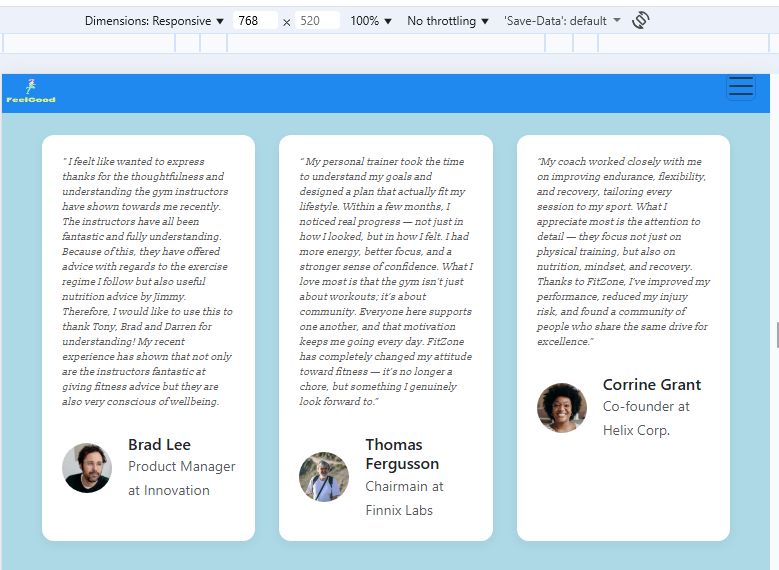 Dimensions: Responsive ▼ 768 × 520 100% ▼ No throttling ▼ 'Save-Data': default
FeelGood
" I feelt like wanted to express
thanks for the thoughtfulness and
understanding the gym instructors
have shown towards me recently.
The instructors have all been
fantastic and fully understanding.
Because of this, they have offered
advice with regards to the exercise
regime I follow but also useful
nutrition advice by Jimmy.
Therefore, I would like to use this to
thank Tony, Brad and Darren for
understanding! My recent
experience has shown that not only
are the instructors fantastic at
giving fitness advice but they are
also very conscious of wellbeing.
Brad Lee
Product Manager
at Innovation
" My personal trainer took the time
to understand my goals and
designed a plan that actually fit my
lifestyle. Within a few months, I
noticed real progress — not just in
how I looked, but in how I felt. I had
more energy, better focus, and a
stronger sense of confidence. What I
love most is that the gym isn't just
about workouts; it's about
community. Everyone here supports
one another, and that motivation
keeps me going every day. FitZone
has completely changed my attitude
toward fitness — it's no longer a
chore, but something I genuinely
look forward to."
Thomas
Fergusson
Chairmain at
Finnix Labs
"My coach worked closely with me
on improving endurance, flexibility,
and recovery, tailoring every
session to my sport. What I
appreciate most is the attention to
detail — they focus not just on
physical training, but also on
nutrition, mindset, and recovery.
Thanks to FitZone, I've improved my
performance, reduced my injury
risk, and found a community of
people who share the same drive for
excellence."
Corrine Grant
Co-founder at
Helix Corp.